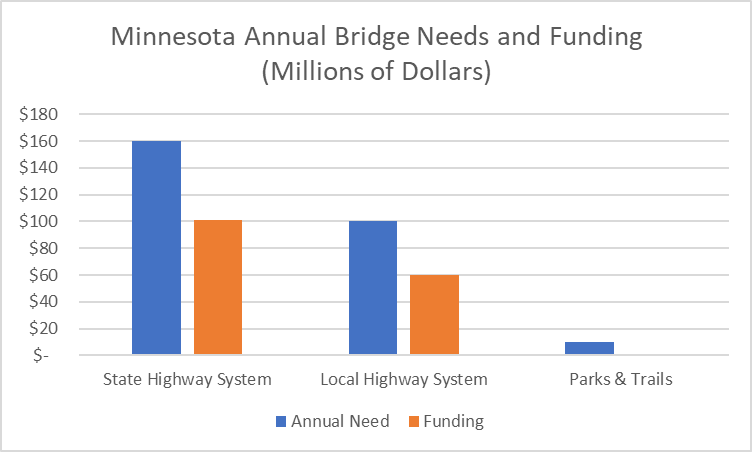 Minnesota Annual Bridge Needs and Funding
(Millions of Dollars)
$180
$160
$140
$120
$100
$80
$60
$40
$20
$-
State Highway System
Local Highway System
Parks & Trails
Annual Need
Funding